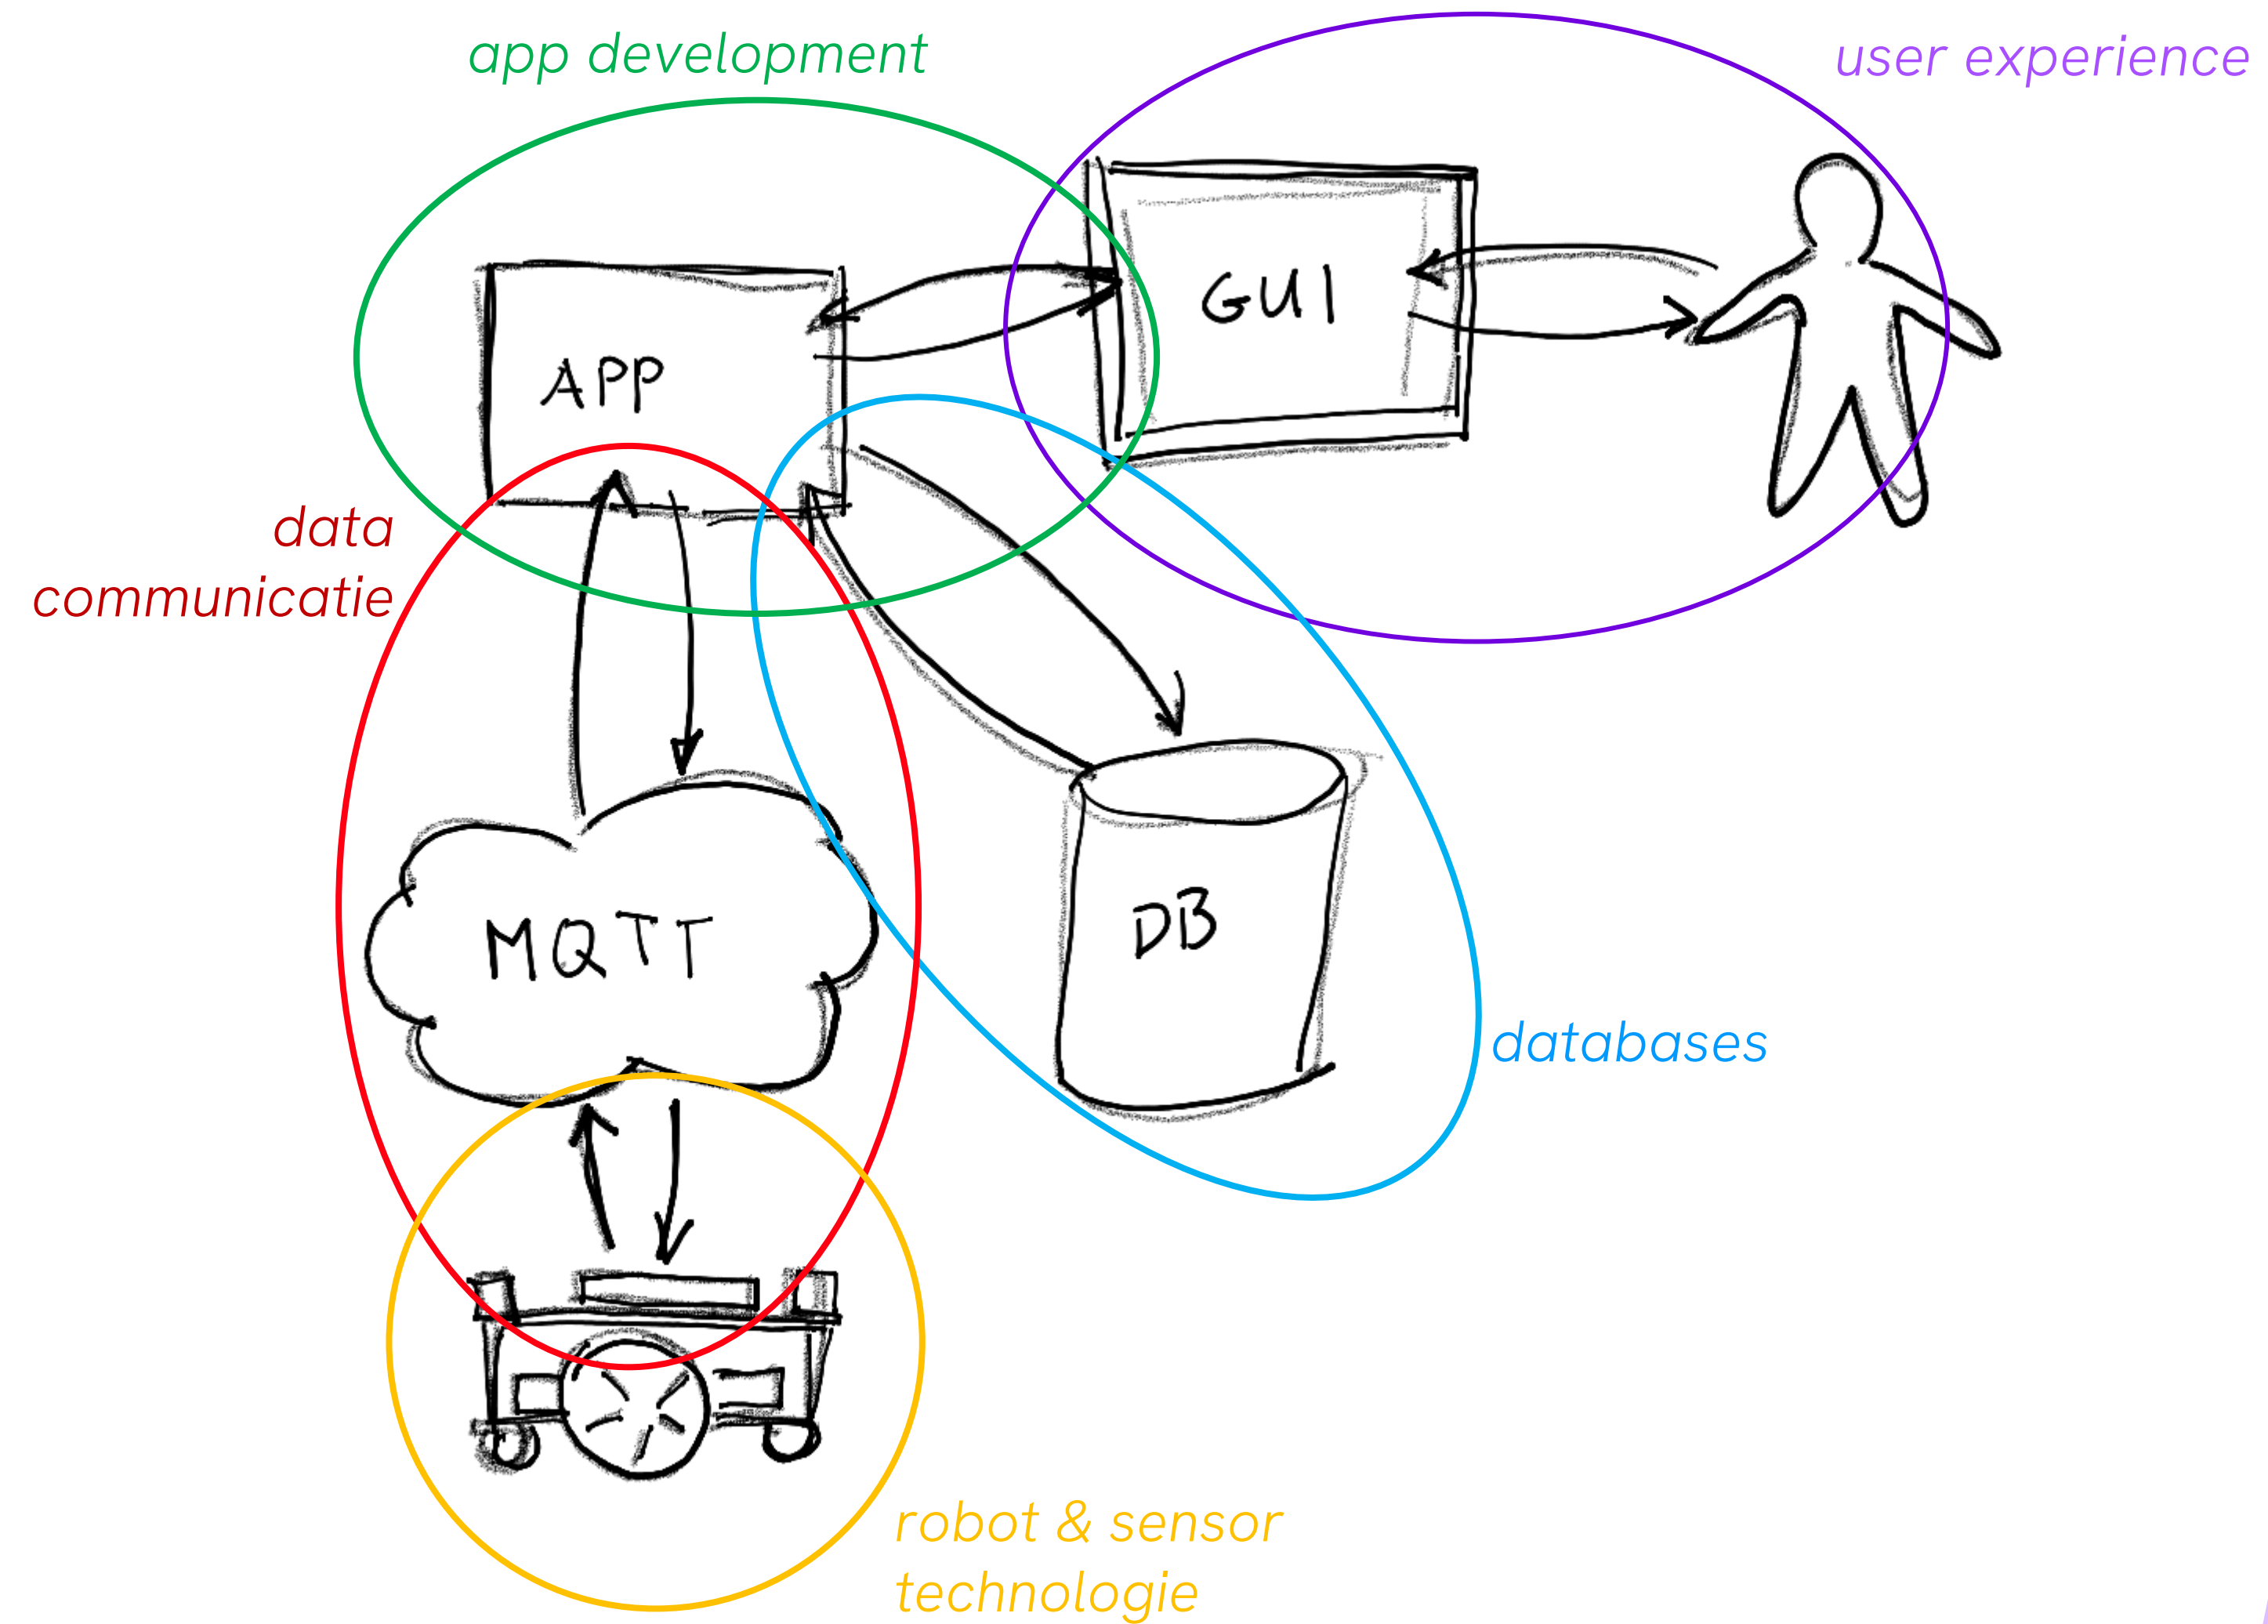 app development
user experience
GUI
APP
data
communicatie
MQTT
DB
databases
robot & sensor
technologie